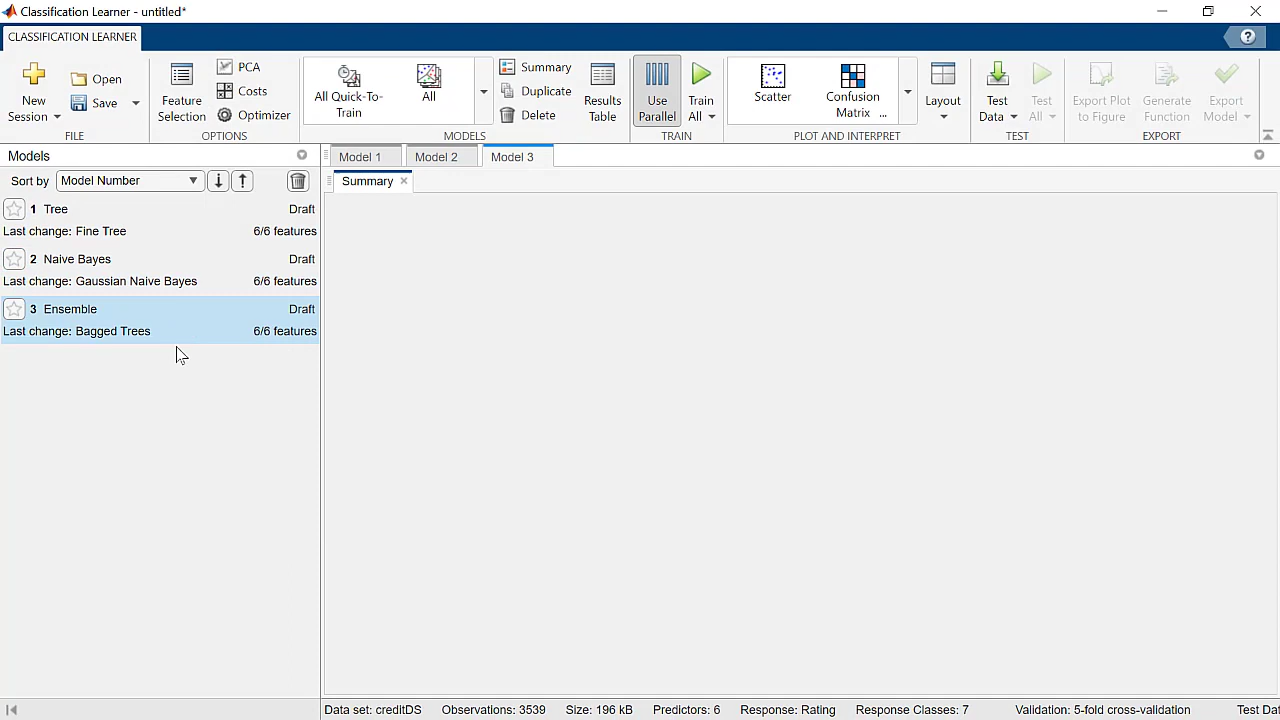 Classification Learner - untitled*
CLASSIFICATION LEARNER
?
New Session
Open
Save
FILE
Feature Selection
PCA
Costs
Optimizer
OPTIONS
All Quick-To-Train
All
MODELS
Summary
Duplicate
Delete
Results Table
Use Parallel
Train All
TRAIN
Scatter
Confusion Matrix ...
PLOT AND INTERPRET
Layout
Test Data
Test All
TEST
Export Plot to Figure
Generate Function
Export Model
EXPORT
Models
Sort by Model Number
1 Tree Draft
Last change: Fine Tree 6/6 features
2 Naive Bayes Draft
Last change: Gaussian Naive Bayes 6/6 features
3 Ensemble Draft
Last change: Bagged Trees 6/6 features
Model 1 Model 2 Model 3
Summary
Data set: creditDS Observations: 3539 Size: 196 kB Predictors: 6 Response: Rating Response Classes: 7 Validation: 5-fold cross-validation Test Da